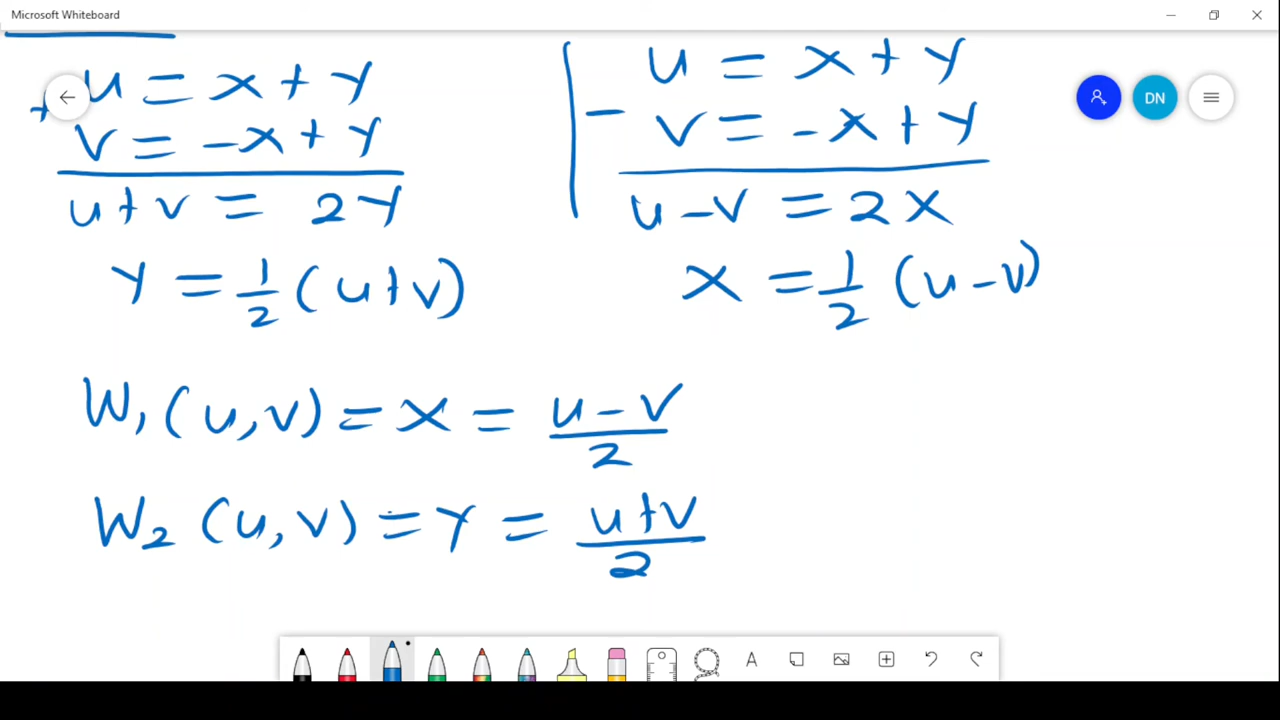 Microsoft Whiteboard
+ u = x + y
v = -x + y
u + v = 2y
y = 1/2 (u + v)
u = x + y
- v = -x + y
u - v = 2x
x = 1/2 (u - v)
DN
W₁ (u, v) = x = u - v / 2
W₂ (u, v) = y = u + v / 2
A